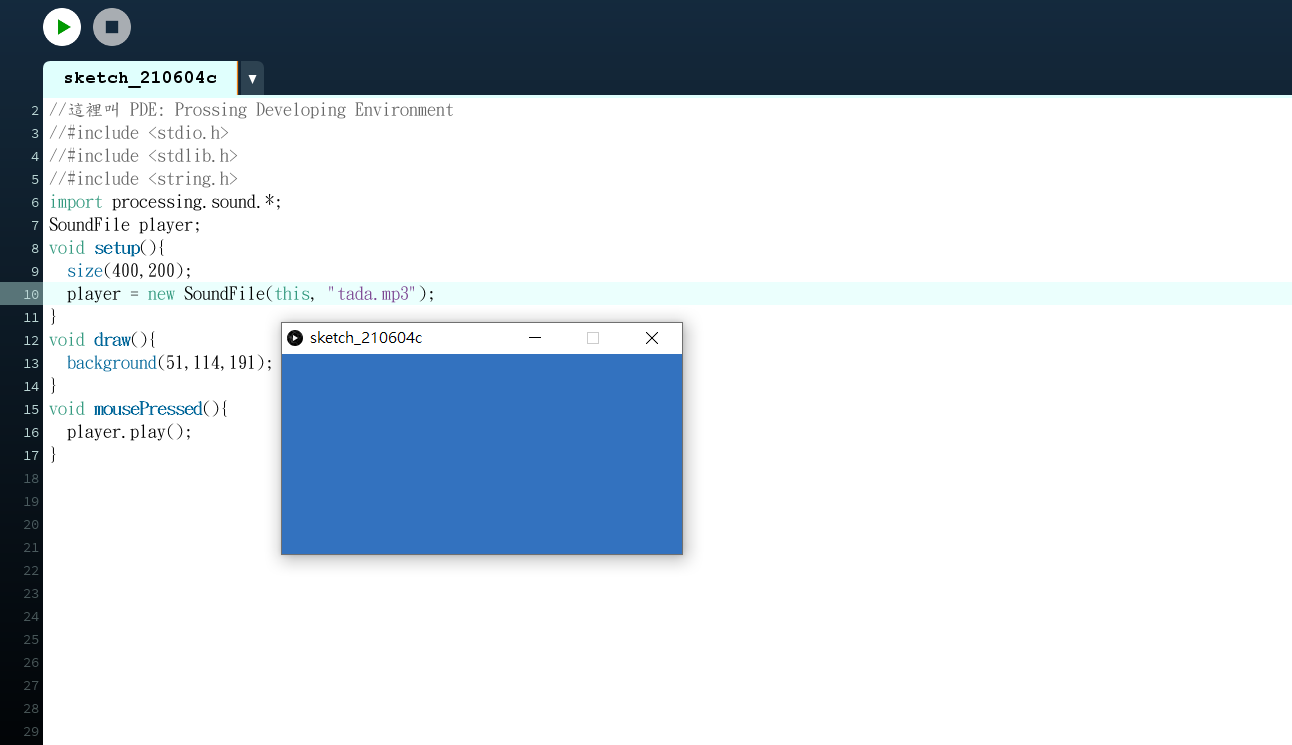 sketch_210604c
2 //這裡叫 PDE: Prossing Developing Environment
3 //#include <stdio.h>
4 //#include <stdlib.h>
5 //#include <string.h>
6 import processing.sound.*;
7 SoundFile player;
8 void setup(){
9   size(400,200);
10   player = new SoundFile(this, "tada.mp3");
11 }
12 void draw(){
13   background(51,114,191);
14 }
15 void mousePressed(){
16   player.play();
17 }
18
19
20
21
22
23
24
25
26
27
28
29
sketch_210604c